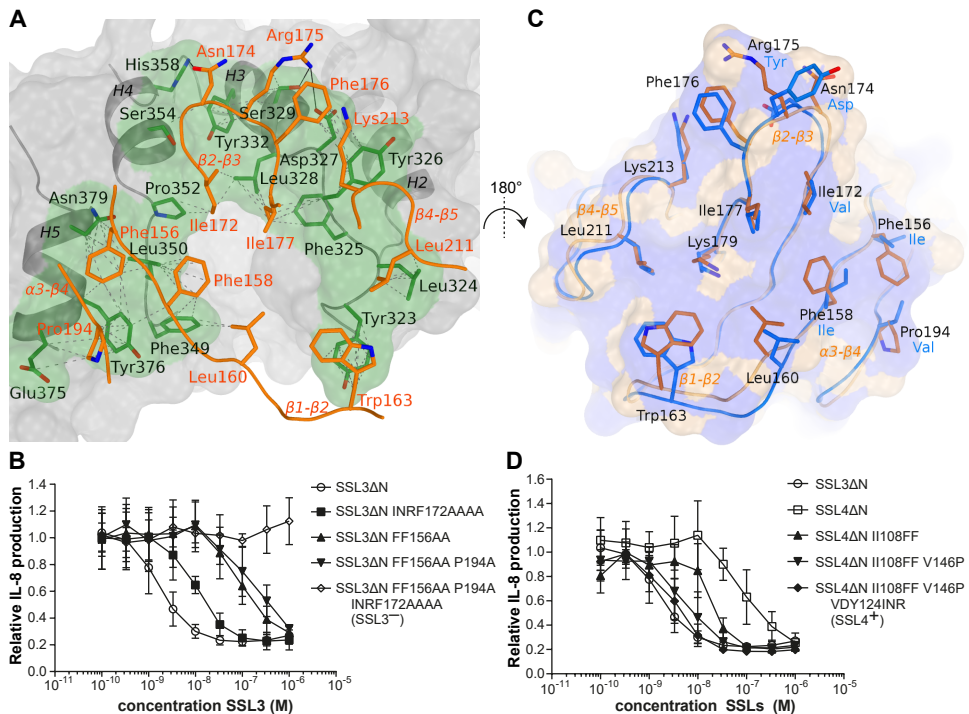 A
Asn174
Arg175
His358
H4
H3
Phe176
Ser354
Ser329
Lys213
Tyr332
Asp327
Tyr326
β2-β3
Leu328
H2
Pro352
Asn379
β4-β5
Ile172
H5
Phe156
Ile177
Leu350
Phe325
Leu211
Phe158
α3-β4
Leu324
Pro194
Tyr323
Phe349
Tyr376
Leu160
Glu375
Trp163
β1-β2
180°
C
Arg175
Tyr
Phe176
Asn174
Asp
β2-β3
Lys213
Ile172
Val
β4-β5
Ile177
Phe156
Ile
Leu211
Lys179
Phe158
Ile
Pro194
Val
α3-β4
β1-β2
Leu160
Trp163
B
Relative IL-8 production
1.4
1.2
1.0
0.8
0.6
0.4
0.2
0.0
10⁻¹¹ 10⁻¹⁰ 10⁻⁹ 10⁻⁸ 10⁻⁷ 10⁻⁶ 10⁻⁵
concentration SSL3 (M)
SSL3ΔN
SSL3ΔN INRF172AAAA
SSL3ΔN FF156AA
SSL3ΔN FF156AA P194A
SSL3ΔN FF156AA P194A
INRF172AAAA
(SSL3⁻)
D
Relative IL-8 production
1.6
1.4
1.2
1.0
0.8
0.6
0.4
0.2
0.0
10⁻¹¹ 10⁻¹⁰ 10⁻⁹ 10⁻⁸ 10⁻⁷ 10⁻⁶ 10⁻⁵
concentration SSLs (M)
SSL3ΔN
SSL4ΔN
SSL4ΔN II108FF
SSL4ΔN II108FF V146P
SSL4ΔN II108FF V146P
VDY124INR
(SSL4⁺)